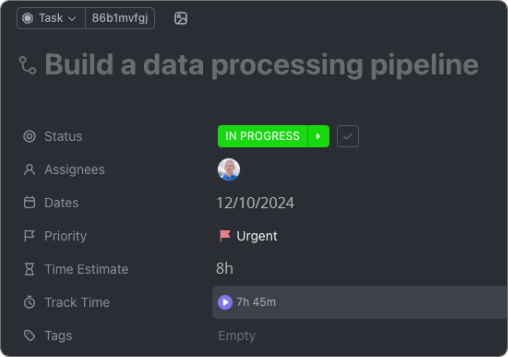 Task 86b1mvfgj
Build a data processing pipeline
Status IN PROGRESS
Assignees
Dates 12/10/2024
Priority Urgent
Time Estimate 8h
Track Time 7h 45m
Tags Empty